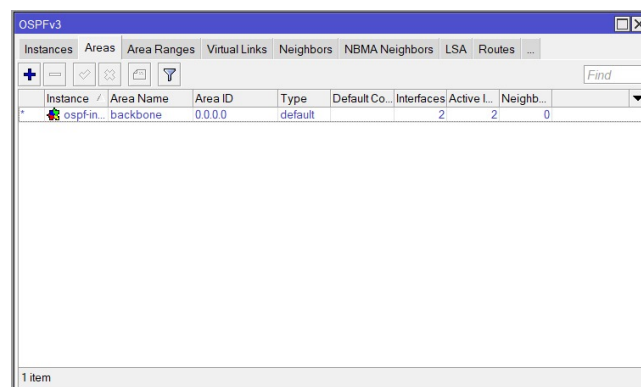 OSPFv3
Instances Areas Area Ranges Virtual Links Neighbors NBMA Neighbors LSA Routes ...
Find
Instance Area Name Area ID Type Default Co... Interfaces Active I... Neighb...
* ospf-in... backbone 0.0.0.0 default 2 2 0
1 item